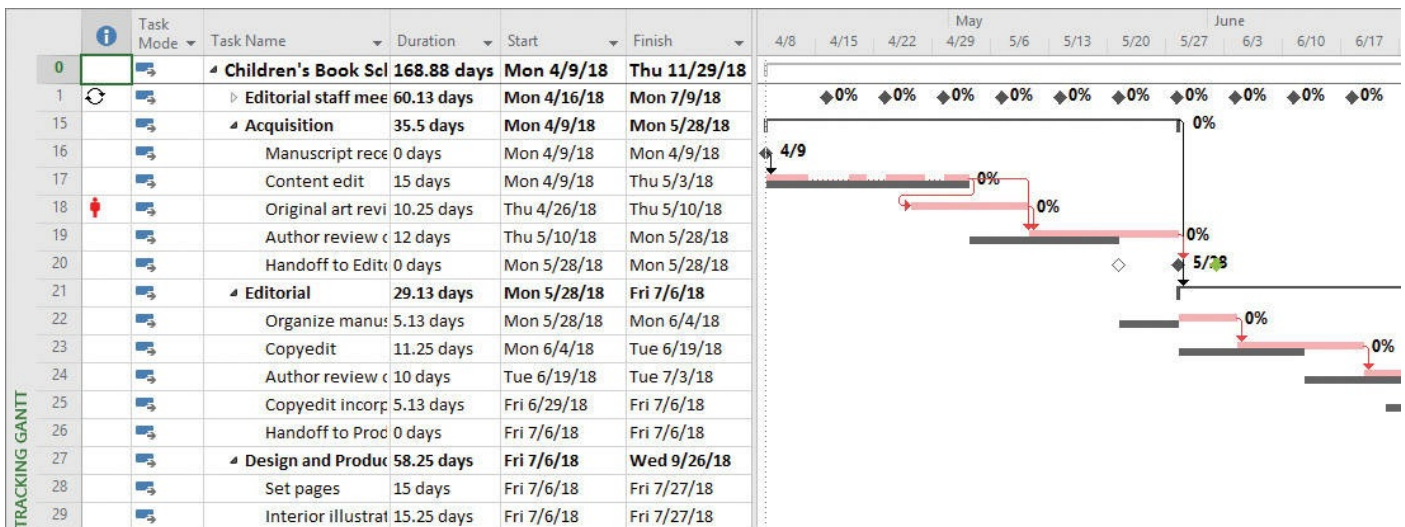 May June
Task Mode Task Name Duration Start Finish 4/8 4/15 4/22 4/29 5/6 5/13 5/20 5/27 6/3 6/10 6/17
0 Children's Book Scl 168.88 days Mon 4/9/18 Thu 11/29/18
1 Editorial staff mee 60.13 days Mon 4/16/18 Mon 7/9/18 0% 0% 0% 0% 0% 0% 0% 0% 0% 0%
15 Acquisition 35.5 days Mon 4/9/18 Mon 5/28/18 0%
16 Manuscript rece 0 days Mon 4/9/18 Mon 4/9/18 4/9
17 Content edit 15 days Mon 4/9/18 Thu 5/3/18 0%
18 Original art revi 10.25 days Thu 4/26/18 Thu 5/10/18 0%
19 Author review c 12 days Thu 5/10/18 Mon 5/28/18 0%
20 Handoff to Edit 0 days Mon 5/28/18 Mon 5/28/18 5/28
21 Editorial 29.13 days Mon 5/28/18 Fri 7/6/18
22 Organize manus 5.13 days Mon 5/28/18 Mon 6/4/18 0%
23 Copyedit 11.25 days Mon 6/4/18 Tue 6/19/18 0%
24 Author review c 10 days Tue 6/19/18 Tue 7/3/18
25 Copyedit incorp 5.13 days Fri 6/29/18 Fri 7/6/18
26 Handoff to Prod 0 days Fri 7/6/18 Fri 7/6/18
27 Design and Produc 58.25 days Fri 7/6/18 Wed 9/26/18
28 Set pages 15 days Fri 7/6/18 Fri 7/27/18
29 Interior illustrat 15.25 days Fri 7/6/18 Fri 7/27/18
TRACKING GANTT